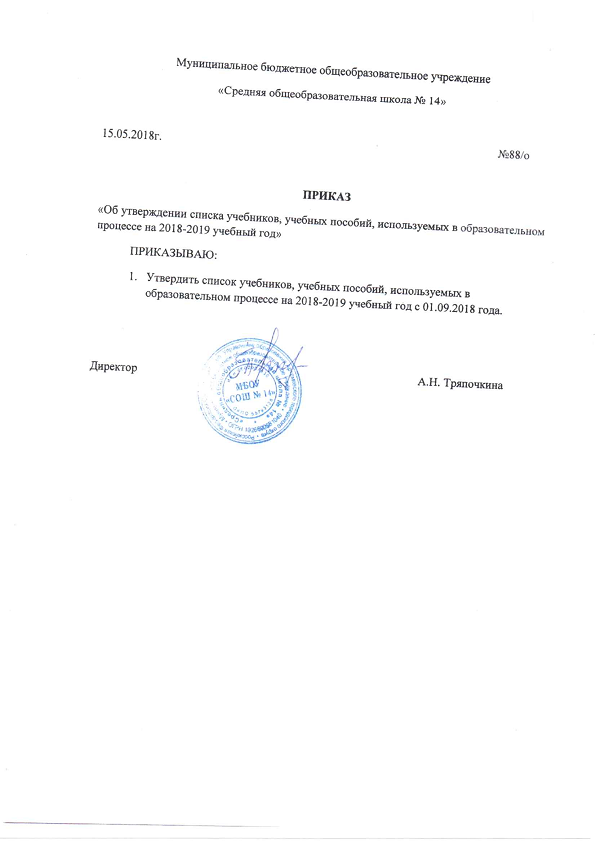 Муниципальное бюджетное общеобразовательное учреждение
«Средняя общеобразовательная школа № 14»
15.05.2018г.
№88/о
ПРИКАЗ
«Об утверждении списка учебников, учебных пособий, используемых в образовательном
процессе на 2018-2019 учебный год»
ПРИКАЗЫВАЮ:
1. Утвердить список учебников, учебных пособий, используемых в
образовательном процессе на 2018-2019 учебный год с 01.09.2018 года.
Директор
МБОУ
«СОШ № 14»
А.Н. Тряпочкина